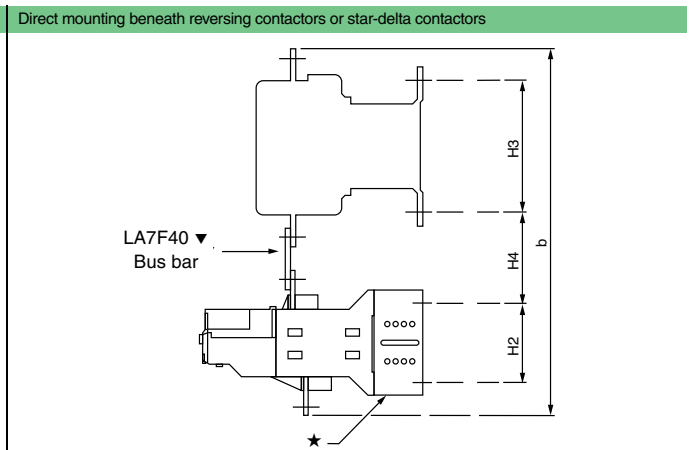 Direct mounting beneath reversing contactors or star-delta contactors
H3
LA7F40 ▼
Bus bar
H4
b
H2
★